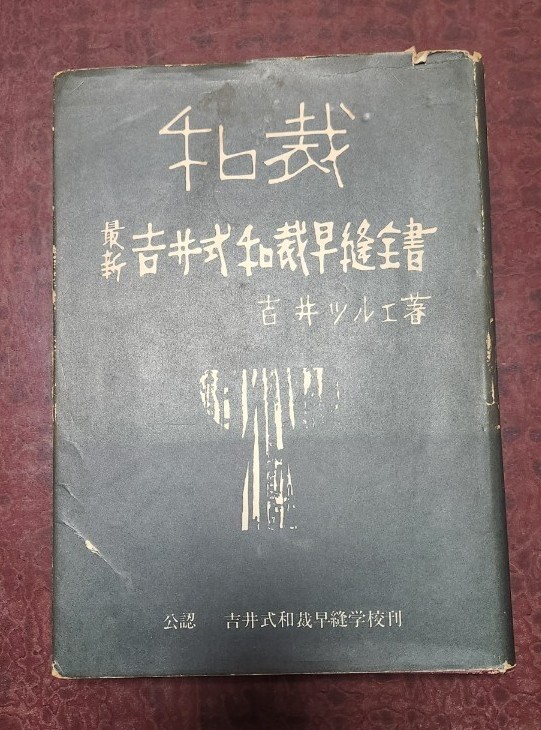 和裁
最新 吉井式和裁早縫全書
吉井ツルエ著
公認 吉井式和裁早縫学校刊